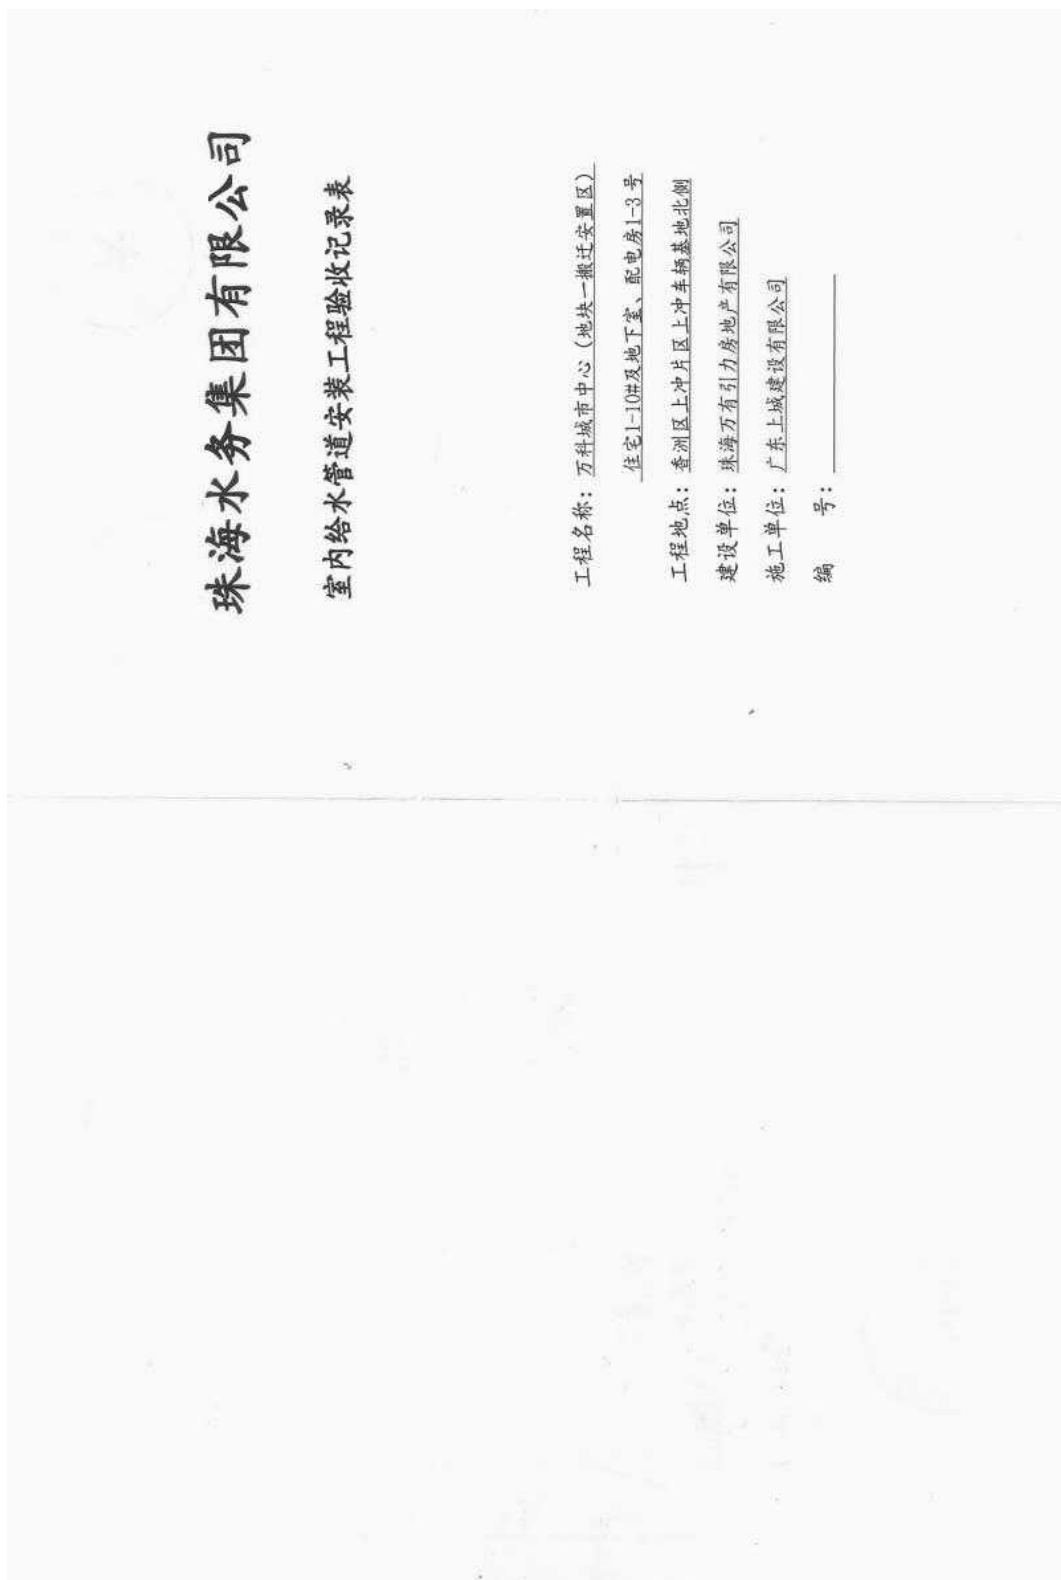 珠海水务集团有限公司
室内给水管道安装工程验收记录表
工程名称：万科城市中心（地块一搬迁安置区）
住宅1-10#及地下室、配电房1-3号
工程地点：香洲区上冲片区上冲车辆基地北侧
建设单位：珠海万有引力房地产有限公司
施工单位：广东上城建设有限公司
编 号：